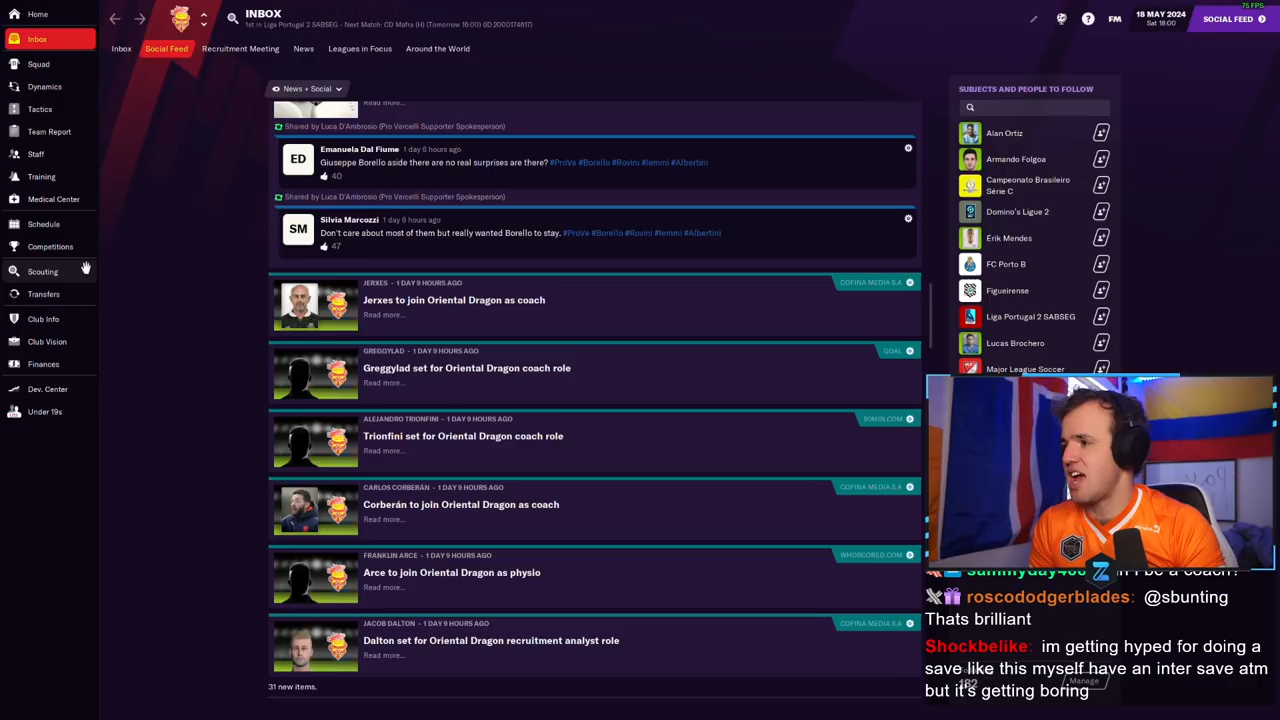 75 FPS
INBOX
1st in Liga Portugal 2 SABSEG - Next Match: CD Mafra (H) (Tomorrow 16:00) (ID:2000174617)
FM
18 MAY 2024
Sat 18:00
SOCIAL FEED
Home
Inbox
Squad
Dynamics
Tactics
Team Report
Staff
Training
Medical Center
Schedule
Competitions
Scouting
Transfers
Club Info
Club Vision
Finances
Dev. Center
Under 19s
Inbox
Social Feed
Recruitment Meeting
News
Leagues in Focus
Around the World
News + Social
Read more...
Shared by Luca D'Ambrosio (Pro Vercelli Supporter Spokesperson)
ED
Emanuela Dal Fiume 1 day 6 hours ago
Giuseppe Borello aside there are no real surprises are there? #ProVe #Borello #Rovini #Iemmi #Albertini
40
Shared by Luca D'Ambrosio (Pro Vercelli Supporter Spokesperson)
SM
Silvia Marcozzi 1 day 6 hours ago
Don't care about most of them but really wanted Borello to stay. #ProVe #Borello #Rovini #Iemmi #Albertini
47
JERXES - 1 DAY 9 HOURS AGO
COFINA MEDIA S.A
Jerxes to join Oriental Dragon as coach
Read more...
GREGGYLAD - 1 DAY 9 HOURS AGO
GOAL
Greggylad set for Oriental Dragon coach role
Read more...
ALEJANDRO TRIONFINI - 1 DAY 9 HOURS AGO
90MIN.COM
Trionfini set for Oriental Dragon coach role
Read more...
CARLOS CORBERÁN - 1 DAY 9 HOURS AGO
COFINA MEDIA S.A
Corberán to join Oriental Dragon as coach
Read more...
FRANKLIN ARCE - 1 DAY 9 HOURS AGO
WHOSCORED.COM
Arce to join Oriental Dragon as physio
Read more...
JACOB DALTON - 1 DAY 9 HOURS AGO
COFINA MEDIA S.A
Dalton set for Oriental Dragon recruitment analyst role
Read more...
31 new items.
SUBJECTS AND PEOPLE TO FOLLOW
Alan Ortiz
Armando Folgoa
Campeonato Brasileiro
Série C
Domino's Ligue 2
Érik Mendes
FC Porto B
Figueirense
Liga Portugal 2 SABSEG
Lucas Brochero
Major League Soccer
roscododgerblades: @sbunting
Thats brilliant
Shockbelike: im getting hyped for doing a
save like this myself have an inter save atm
but it's getting boring
182
Manage